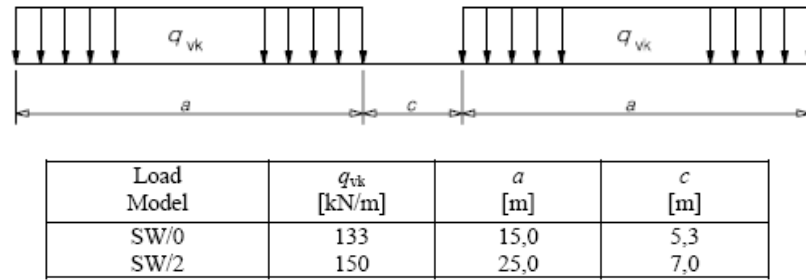 q vk q vk
a c a
Load Model qvk [kN/m] a [m] c [m]
SW/0 133 15,0 5,3
SW/2 150 25,0 7,0